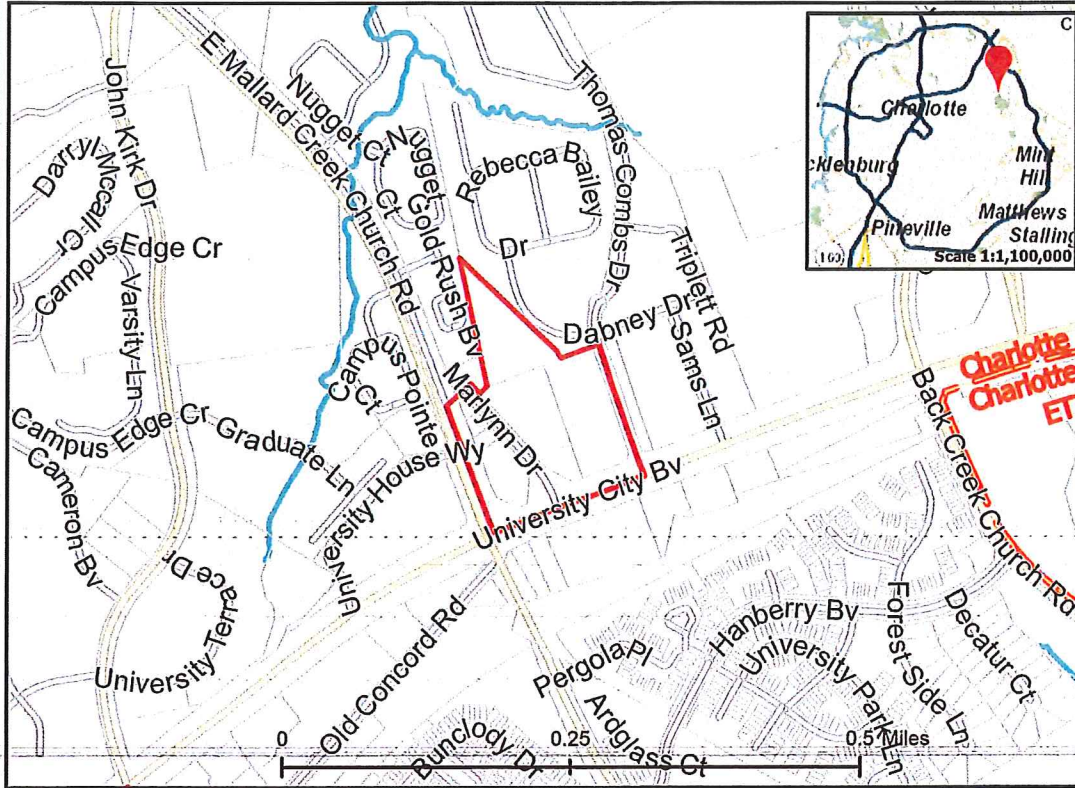 E Mallard Creek Church Rd
John Kirk Dr
Nugget Ct
Nugget Ct
Thomas Combs Dr
Rebecca Bailey
Dr
Darryl Mccall Cr
Campus Edge Cr
Varsity Ln
Gold Rush Bv
Triplett Rd
Dabney Dr
Sams Ln
Campus Pointe
Ct
Marlynn Dr
Campus Edge Cr
Graduate Ln
University House Wy
Cameron Bv
University City Bv
Back Creek Church Rd
Charlotte
Charlotte
ET
University Terrace Dr
Old Concord Rd
Hanberry Bv
Forest Side Ln
Decatur Ct
Pergola Pl
University Park Ln
Bunclody Dr
Ardglass Ct
0
0.25
0.5 Miles
C
Charlotte
cklenburg
Mint
Hill
Matthews
Pineville
Stalling
Scale 1:1,100,000